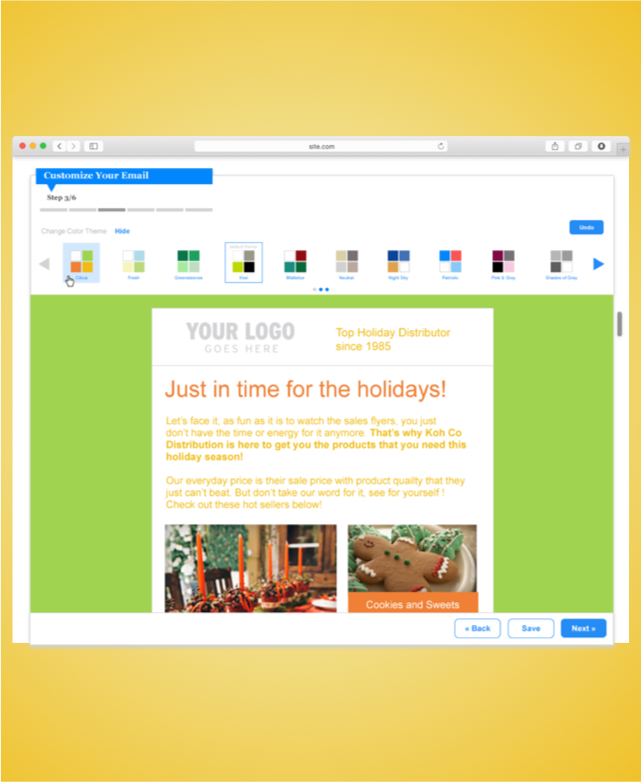 site.com
Customize Your Email
Step 3/6
Change Color Theme Hide
Undo
Citrus
Fresh
Greenhouse
Kiwi
Mistletoe
Neutral
Night Sky
Patriotic
Pink & Gray
Shades of Gray
YOUR LOGO
GOES HERE
Top Holiday Distributor
since 1985
Just in time for the holidays!
Let's face it, as fun as it is to watch the sales flyers, you just
don't have the time or energy for it anymore. That's why Koh Co
Distribution is here to get you the products that you need this
holiday season!
Our everyday price is their sale price with product quailty that they
just can't beat. But don't take our word for it, see for yourself !
Check out these hot sellers below!
Cookies and Sweets
« Back
Save
Next »